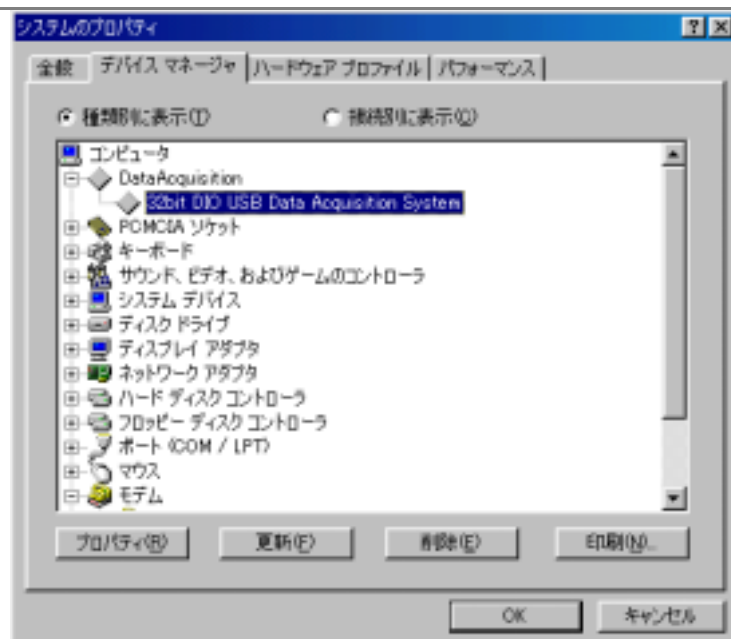 システムのプロパティ
全般 デバイス マネージャ ハードウェア プロファイル パフォーマンス
種類別に表示(T) 接続別に表示(C)
コンピュータ
DataAcquisition
32bit DIO USB Data Acquisition System
PCMCIA ソケット
キーボード
サウンド、ビデオ、およびゲームのコントローラ
システム デバイス
ディスク ドライブ
ディスプレイ アダプタ
ネットワーク アダプタ
ハード ディスク コントローラ
フロッピー ディスク コントローラ
ポート (COM / LPT)
マウス
モデム
プロパティ(R) 更新(F) 削除(E) 印刷(N)...
OK キャンセル